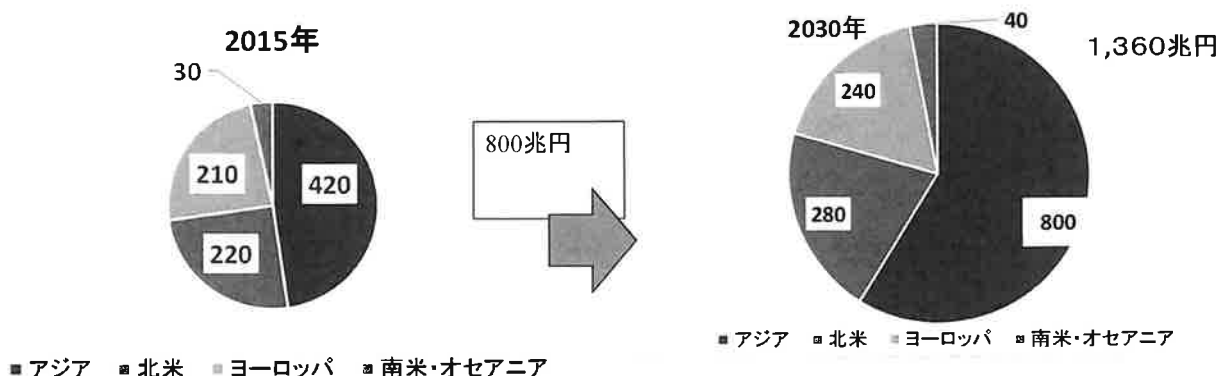 2015年
30
210
420
220
■ アジア ■ 北米 ■ ヨーロッパ ■ 南米・オセアニア
800兆円
2030年
40
1,360兆円
240
280
800
■ アジア ■ 北米 ■ ヨーロッパ ■ 南米・オセアニア